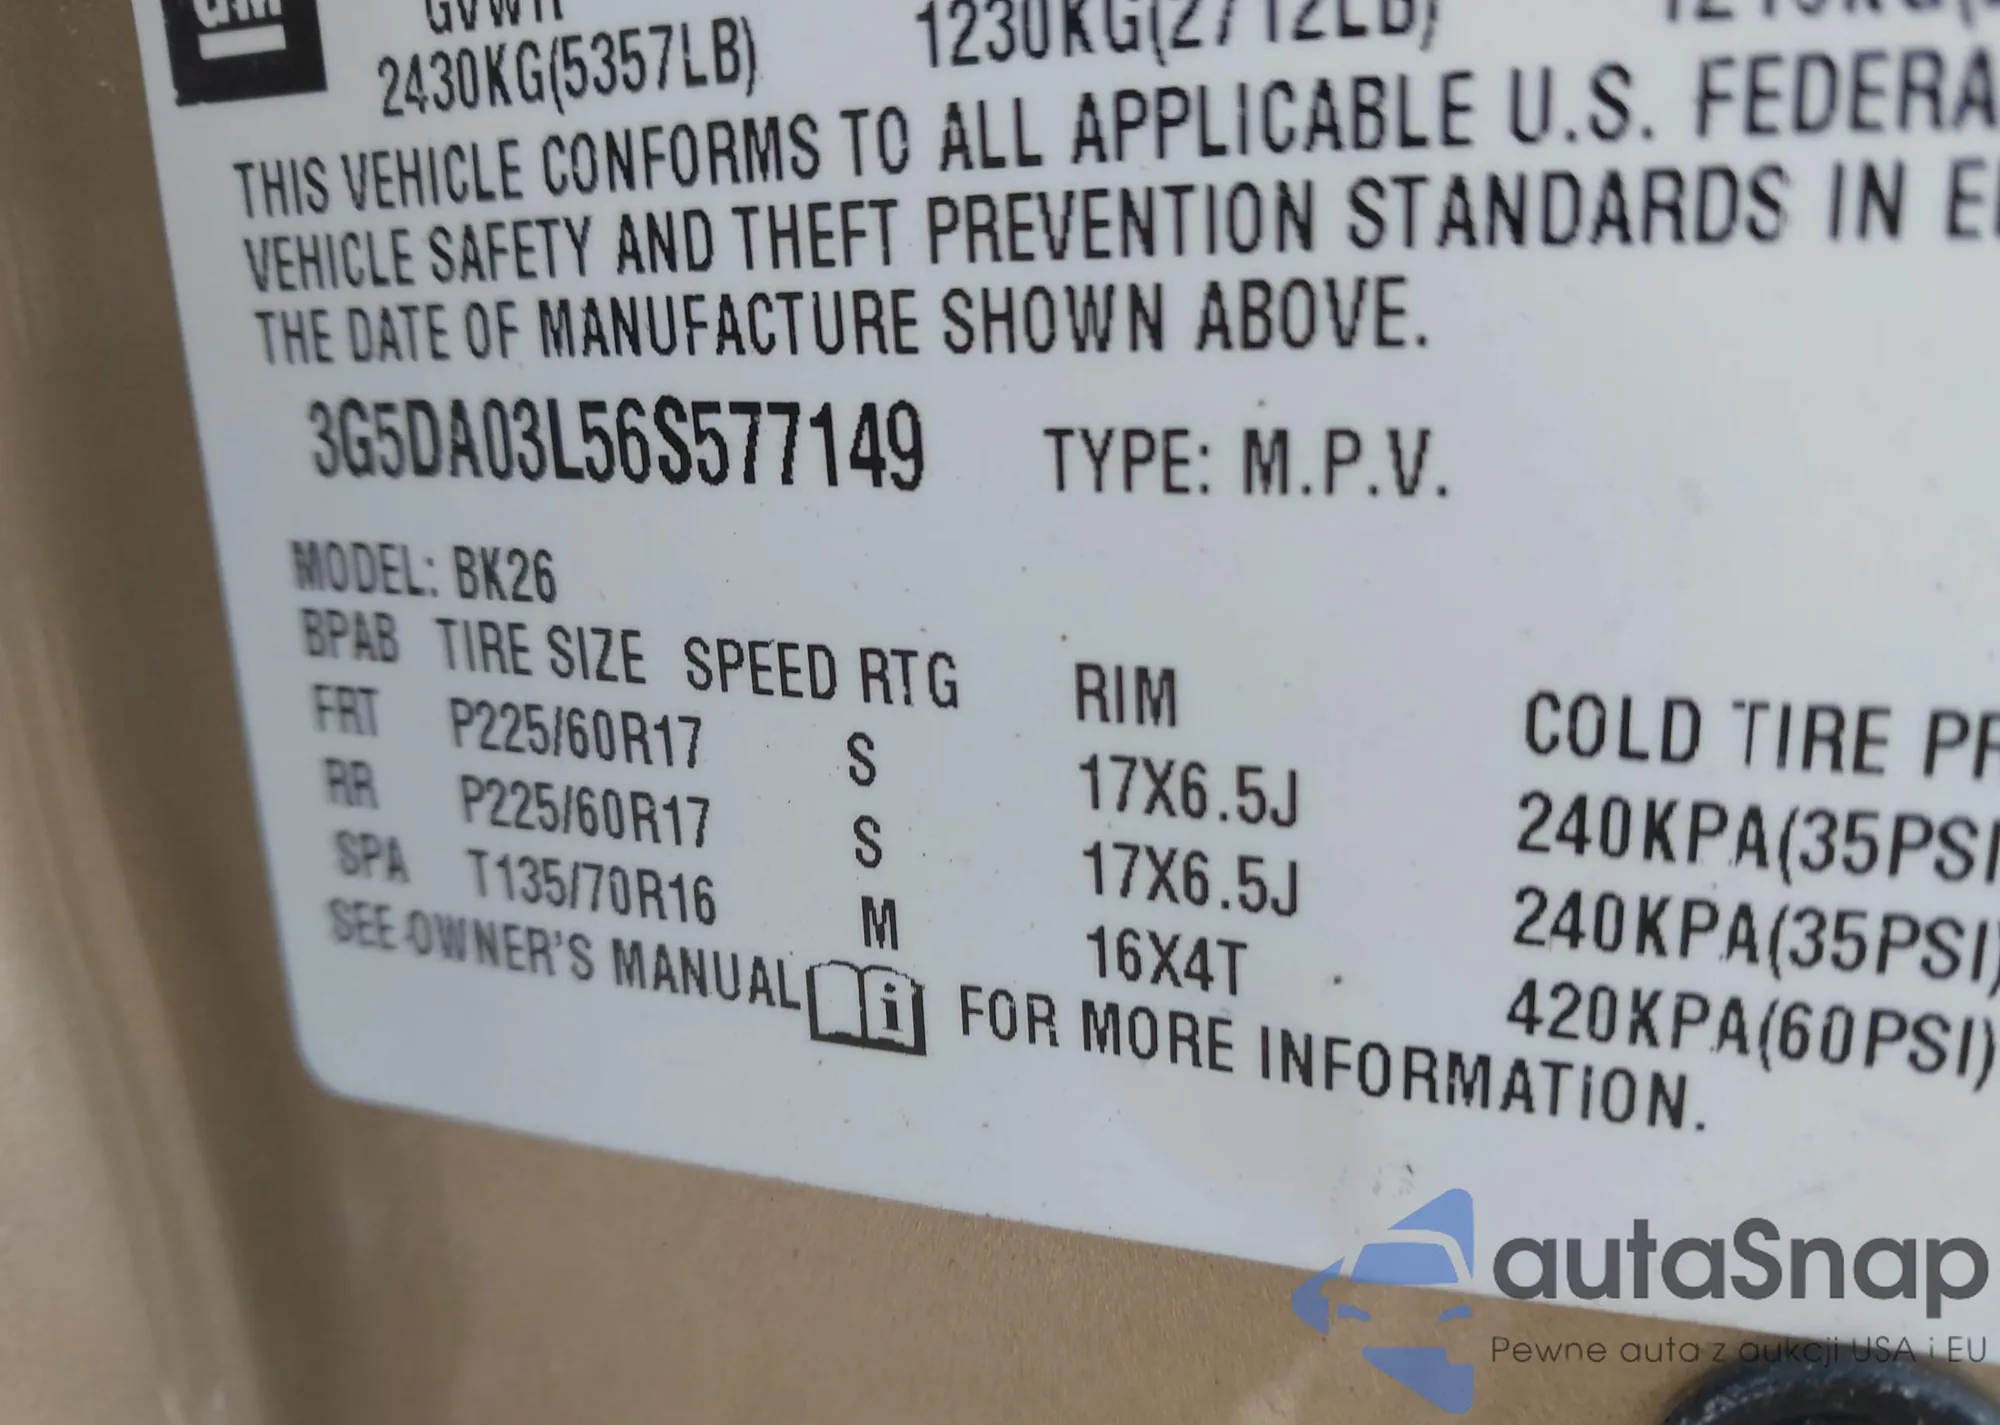 GM
GVWR
2430KG(5357LB) 1230KG(2712LB)
THIS VEHICLE CONFORMS TO ALL APPLICABLE U.S. FEDERA
VEHICLE SAFETY AND THEFT PREVENTION STANDARDS IN E
THE DATE OF MANUFACTURE SHOWN ABOVE.
3G5DA03L56S577149 TYPE: M.P.V.
MODEL: BK26
BPAB TIRE SIZE SPEED RTG RIM COLD TIRE PR
FRT P225/60R17 S 17X6.5J 240KPA(35PSI
RR P225/60R17 S 17X6.5J 240KPA(35PSI)
SPA T135/70R16 M 16X4T 420KPA(60PSI)
SEE OWNER'S MANUAL i FOR MORE INFORMATION.
autaSnap
Pewne auta z aukcji USA i EU